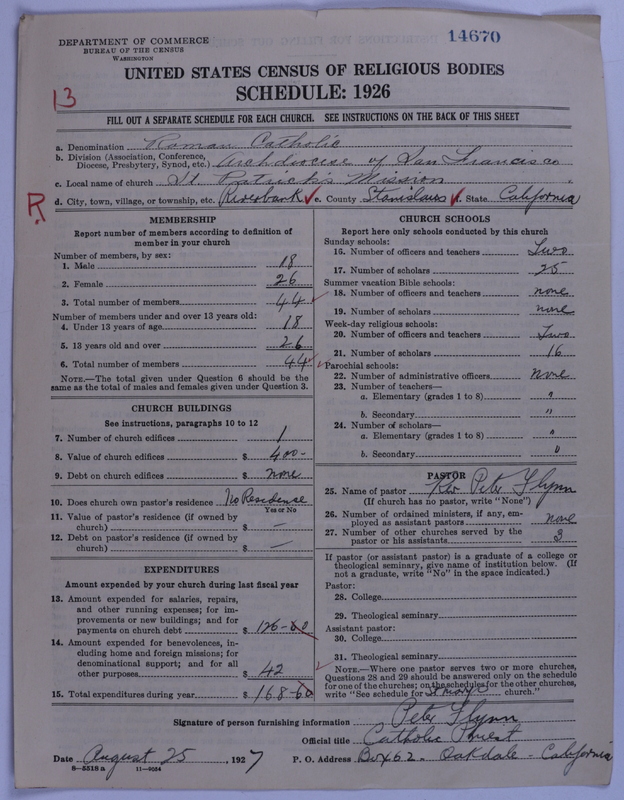 14670
DEPARTMENT OF COMMERCE
BUREAU OF THE CENSUS
WASHINGTON
UNITED STATES CENSUS OF RELIGIOUS BODIES
SCHEDULE: 1926
13
FILL OUT A SEPARATE SCHEDULE FOR EACH CHURCH. SEE INSTRUCTIONS ON THE BACK OF THIS SHEET
a. Denomination Roman Catholic
b. Division (Association, Conference, Diocese, Presbytery, Synod, etc.) Archdiocese of San Francisco
c. Local name of church St Patrick's Mission
R
d. City, town, village, or township, etc. Riverbank e. County Stanislaus f. State California
MEMBERSHIP
Report number of members according to definition of
member in your church
Number of members, by sex:
1. Male 18
2. Female 26
3. Total number of members 44
Number of members under and over 13 years old:
4. Under 13 years of age 18
5. 13 years old and over 26
6. Total number of members 44
NOTE.—The total given under Question 6 should be
same as the total of males and females given under Question 3.
CHURCH BUILDINGS
See instructions, paragraphs 10 to 12
7. Number of church edifices 1
8. Value of church edifices $ 400-
9. Debt on church edifices $ none
10. Does church own pastor's residence No Residense
Yes or No
11. Value of pastor's residence (if owned by
church) $ —
12. Debt on pastor's residence (if owned by
church) $ —
EXPENDITURES
Amount expended by your church during last fiscal year
13. Amount expended for salaries, repairs,
and other running expenses; for im-
provements or new buildings; and for
payments on church debt $ 126-60
14. Amount expended for benevolences, in-
cluding home and foreign missions; for
denominational support; and for all
other purposes $ 42
15. Total expenditures during year $ 168-60
CHURCH SCHOOLS
Report here only schools conducted by this church
Sunday schools:
16. Number of officers and teachers Two
17. Number of scholars 25
Summer vacation Bible schools:
18. Number of officers and teachers none
19. Number of scholars none
Week-day religious schools:
20. Number of officers and teachers Two
21. Number of scholars 16
Parochial schools:
22. Number of administrative officers none
23. Number of teachers—
a. Elementary (grades 1 to 8) "
b. Secondary "
24. Number of scholars—
a. Elementary (grades 1 to 8) "
b. Secondary "
PASTOR
25. Name of pastor Rev Peter Flynn
(If church has no pastor, write "None")
26. Number of ordained ministers, if any, em-
ployed as assistant pastors none
27. Number of other churches served by the
pastor or his assistants 3
If pastor (or assistant pastor) is a graduate of a college or
theological seminary, give name of institution below. (If
not a graduate, write "No" in the space indicated.)
Pastor:
28. College
29. Theological seminary
Assistant pastor:
30. College
31. Theological seminary
NOTE.—Where one pastor serves two or more churches,
Questions 28 and 29 should be answered only on the schedule
for one of the churches; on the schedules for the other churches,
write "See schedule for St Mary's church."
Signature of person furnishing information Peter Flynn
Official title Catholic Priest
Date August 25, 1927 P. O. Address Box 62 - Oakdale - California
8—5318 a 11—9034